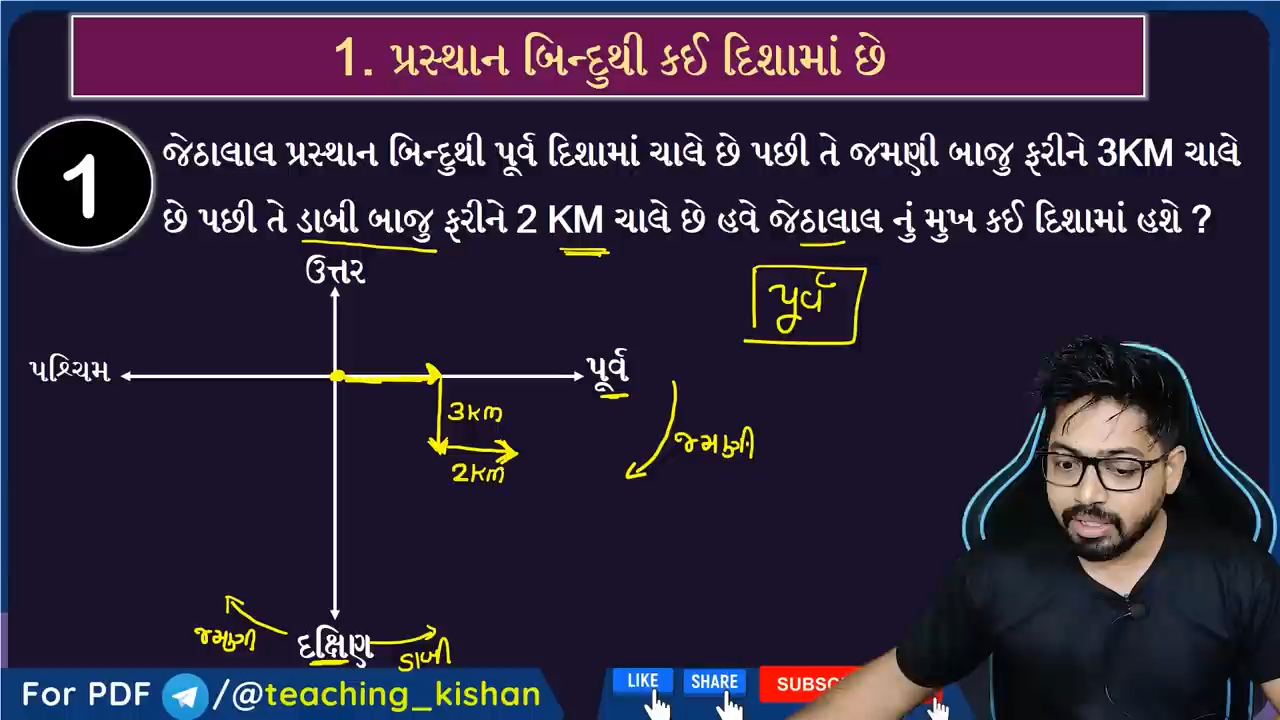 1. પ્રસ્થાન બિન્દુથી કઈ દિશામાં છે
1
જેઠાલાલ પ્રસ્થાન બિન્દુથી પૂર્વ દિશામાં ચાલે છે પછી તે જમણી બાજુ ફરીને 3KM ચાલે
છે પછી તે ડાબી બાજુ ફરીને 2 KM ચાલે છે હવે જેઠાલાલ નું મુખ કઈ દિશામાં હશે ?
ઉત્તર
પૂર્વ
પશ્ચિમ
પૂર્વ
3km
જમણી
2km
જમણી
દક્ષિણ
ડાબી
For PDF /@teaching_kishan
LIKE
SHARE